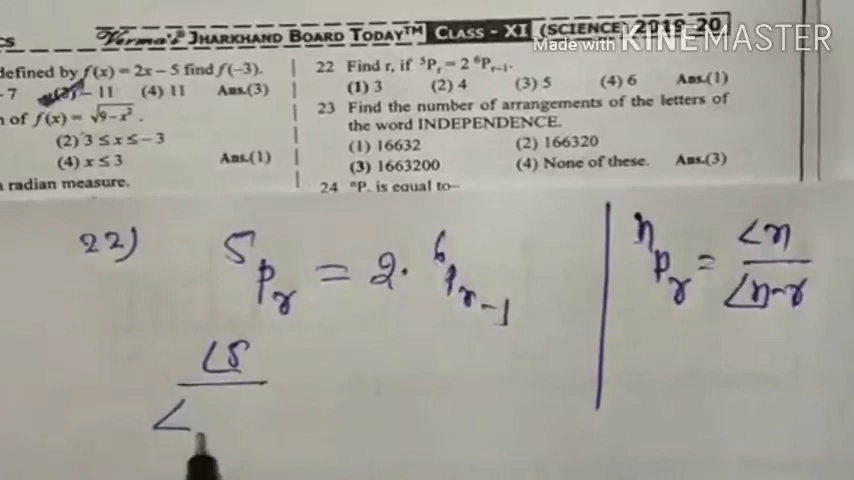 CS Verma's JHARKHAND BOARD TODAY™ CLASS - XI (SCIENCE) 2019-20
Made with KINEMASTER
defined by f(x) = 2x – 5 find f(–3).
– 7 (3) – 11 (4) 11 Ans.(3)
n of f(x) = √9–x².
(2) 3 ≤ x ≤ – 3
(4) x ≤ 3 Ans.(1)
radian measure.
22 Find r, if ⁵Pᵣ = 2 ⁶Pᵣ₋₁.
(1) 3 (2) 4 (3) 5 (4) 6 Ans.(1)
23 Find the number of arrangements of the letters of
the word INDEPENDENCE.
(1) 16632 (2) 166320
(3) 1663200 (4) None of these. Ans.(3)
24 ⁿPᵣ is equal to–
22) ⁵Pᵣ = 2. ⁶Pᵣ₋₁
ⁿPᵣ = ∠n / ∠n-r
∠5
∠